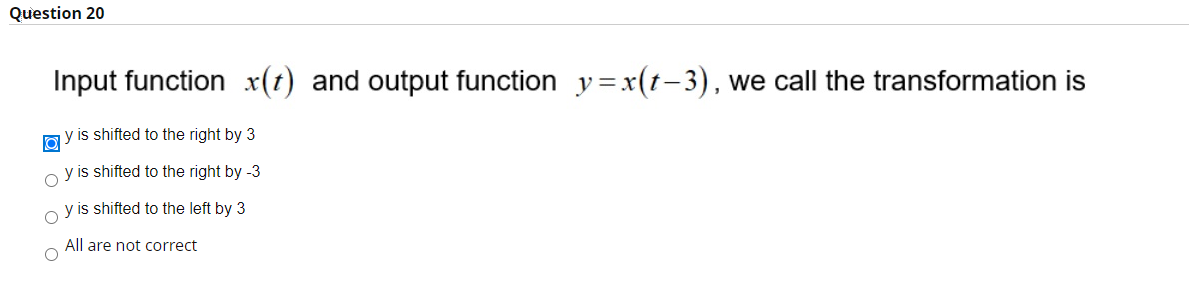 Question 20
Input function x(t) and output function y=x(t−3), we call the transformation is
y is shifted to the right by 3
y is shifted to the right by -3
y is shifted to the left by 3
All are not correct